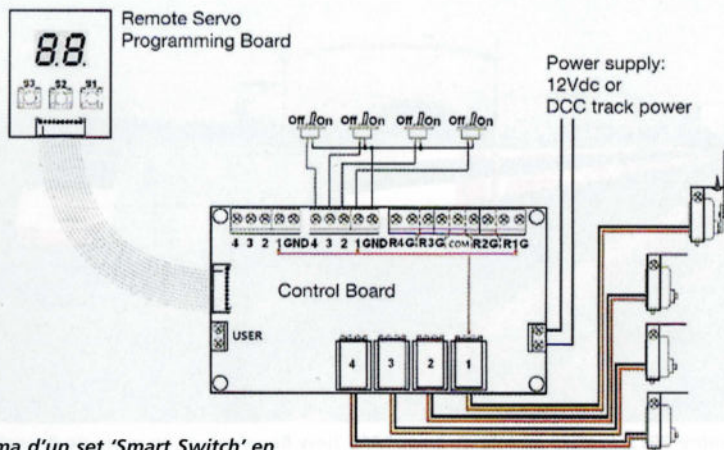 Remote Servo
Programming Board
88
S3 S2 S1
Power supply:
12Vdc or
DCC track power
Off On Off On Off On Off On
4 3 2 1 GND 4 3 2 1 GND R4 G R3 G COM R2 G R1 G
Control Board
USER
4 3 2 1
ma d'un set 'Smart Switch' en